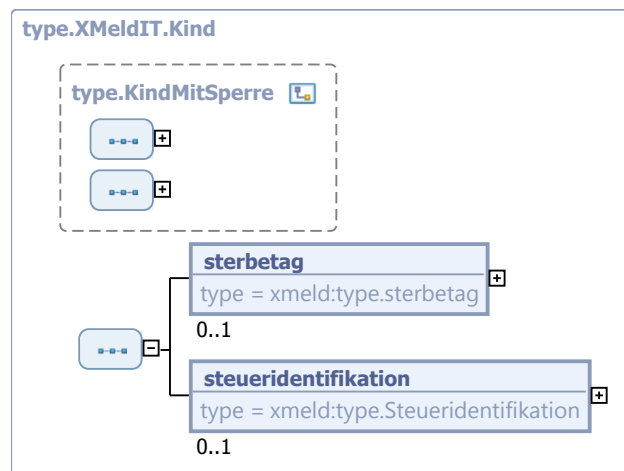 type.XMeldIT.Kind
type.KindMitSperre
sterbetag
type = xmeld:type.sterbetag
0..1
steueridentifikation
type = xmeld:type.Steueridentifikation
0..1